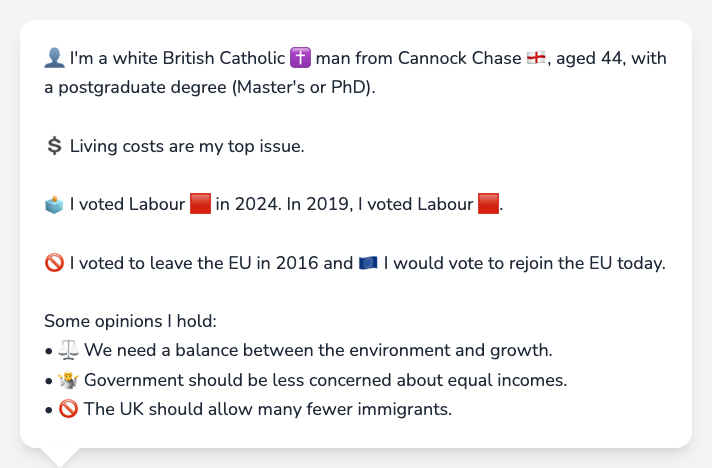 👤 I'm a white British Catholic ✝️ man from Cannock Chase 🏴󠁧󠁢󠁥󠁮󠁧󠁿, aged 44, with
a postgraduate degree (Master's or PhD).
💲 Living costs are my top issue.
🗳️ I voted Labour 🟥 in 2024. In 2019, I voted Labour 🟥.
🚫 I voted to leave the EU in 2016 and 🇪🇺 I would vote to rejoin the EU today.
Some opinions I hold:
• ⚖️ We need a balance between the environment and growth.
• 🤷 Government should be less concerned about equal incomes.
• 🚫 The UK should allow many fewer immigrants.